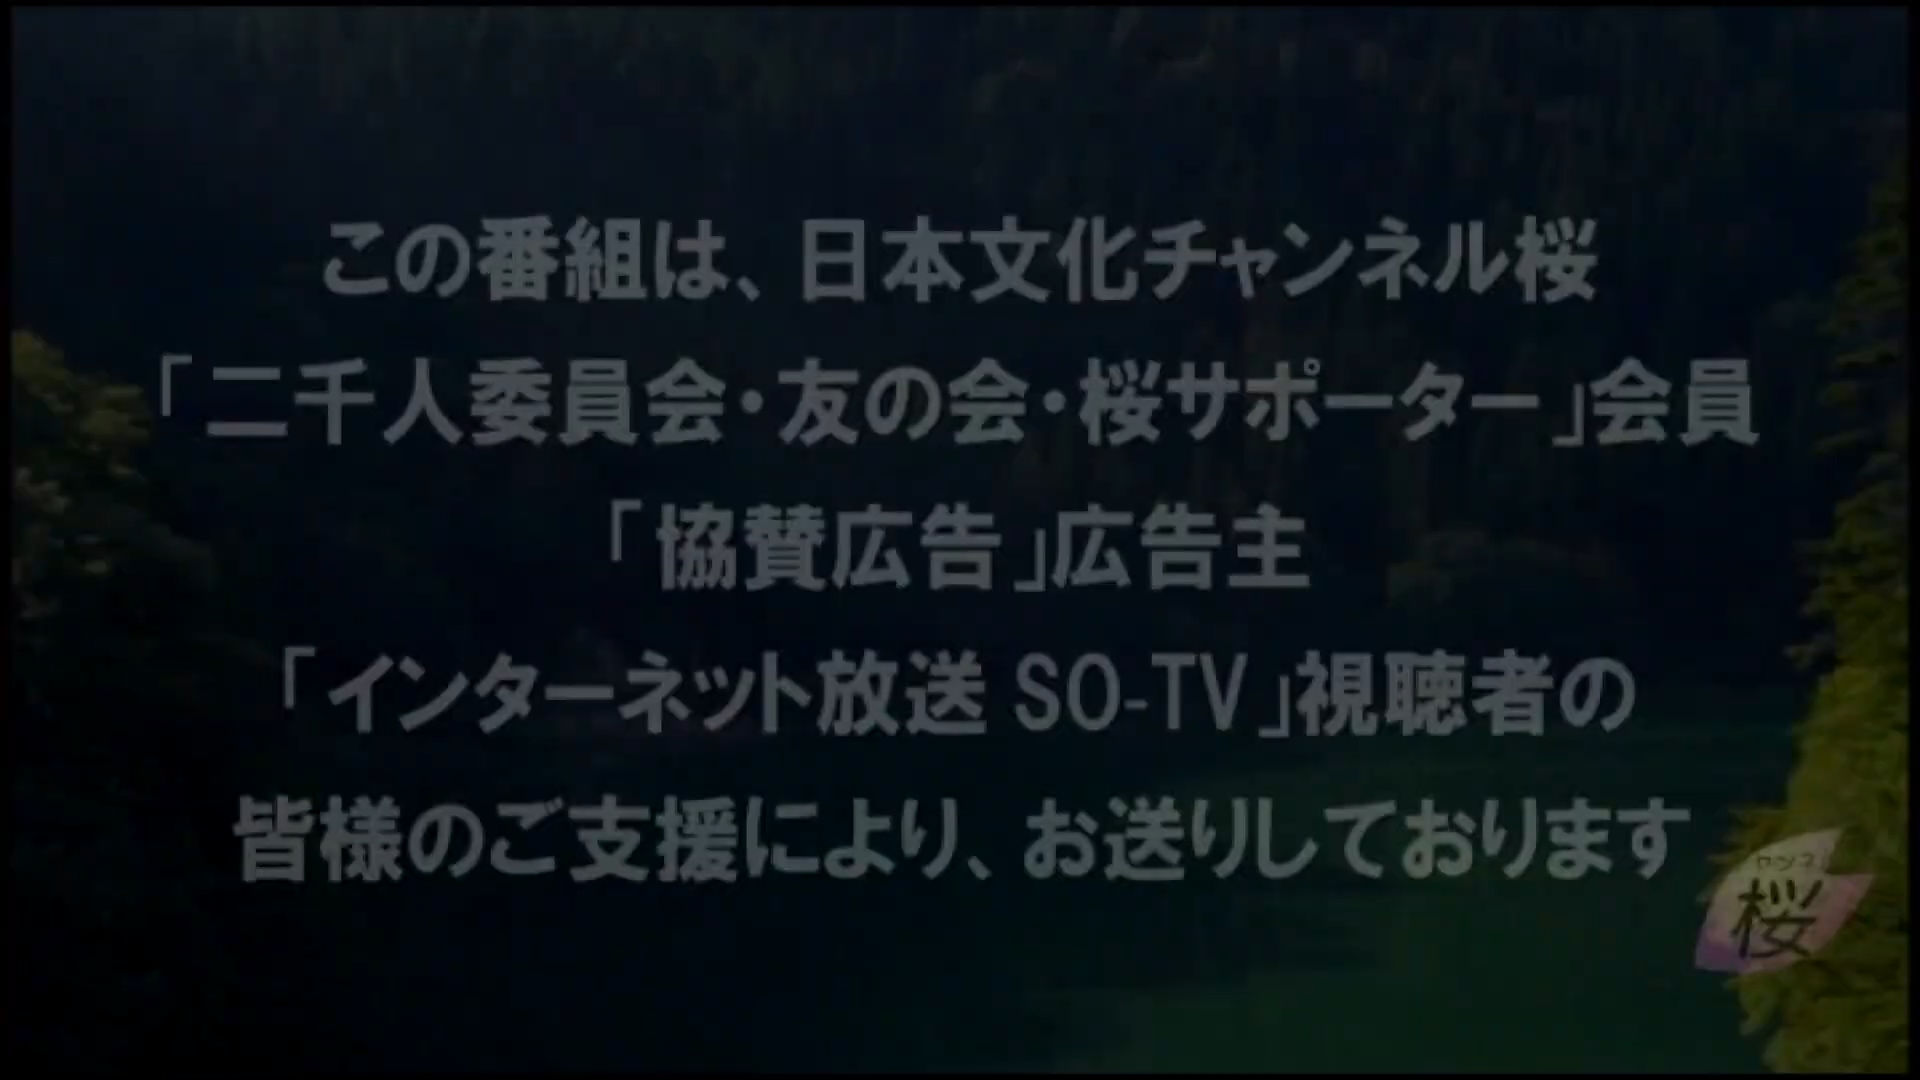 この番組は、日本文化チャンネル桜
「二千人委員会・友の会・桜サポーター」会員
「協賛広告」広告主
「インターネット放送 SO-TV」視聴者の
皆様のご支援により、お送りしております
桜